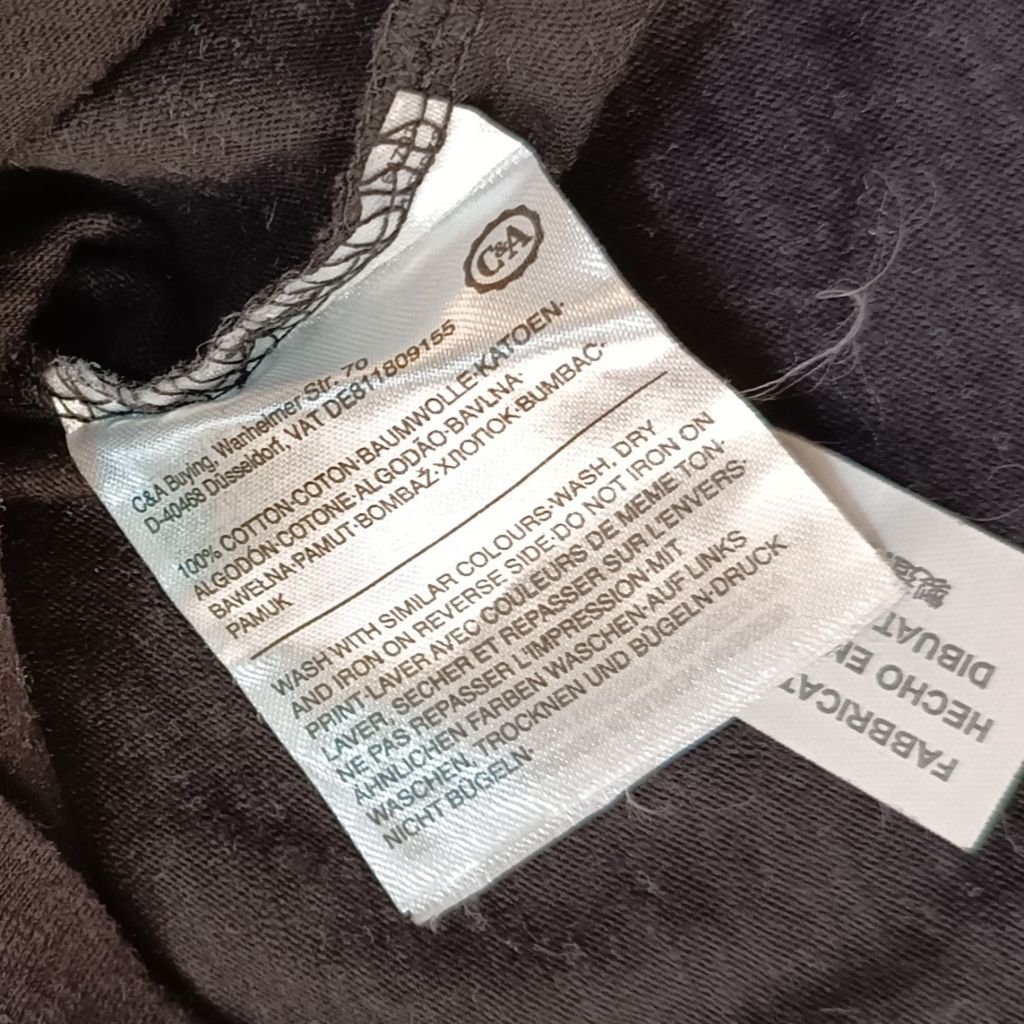 C&A
C&A Buying, Wanheimer Str. 70
D-40468 Düsseldorf, VAT DE811809155
100% COTTON·COTON·BAUMWOLLE·KATOEN·
ALGODÓN·COTONE·ALGODÃO·BAVLNA·
BAWEŁNA·PAMUT·BOMBAŽ·ХЛОПОК·BUMBAC·
PAMUK
WASH WITH SIMILAR COLOURS·WASH, DRY
AND IRON ON REVERSE SIDE·DO NOT IRON ON
PRINT·LAVER AVEC COULEURS DE MEME TON·
LAVER, SECHER ET REPASSER SUR L'ENVERS·
NE PAS REPASSER L'IMPRESSION·MIT
ÄHNLICHEN FARBEN WASCHEN·AUF LINKS
WASCHEN, TROCKNEN UND BÜGELN·DRUCK
NICHT BÜGELN·
FABBRICAT
HECHO EN
DIBUAT